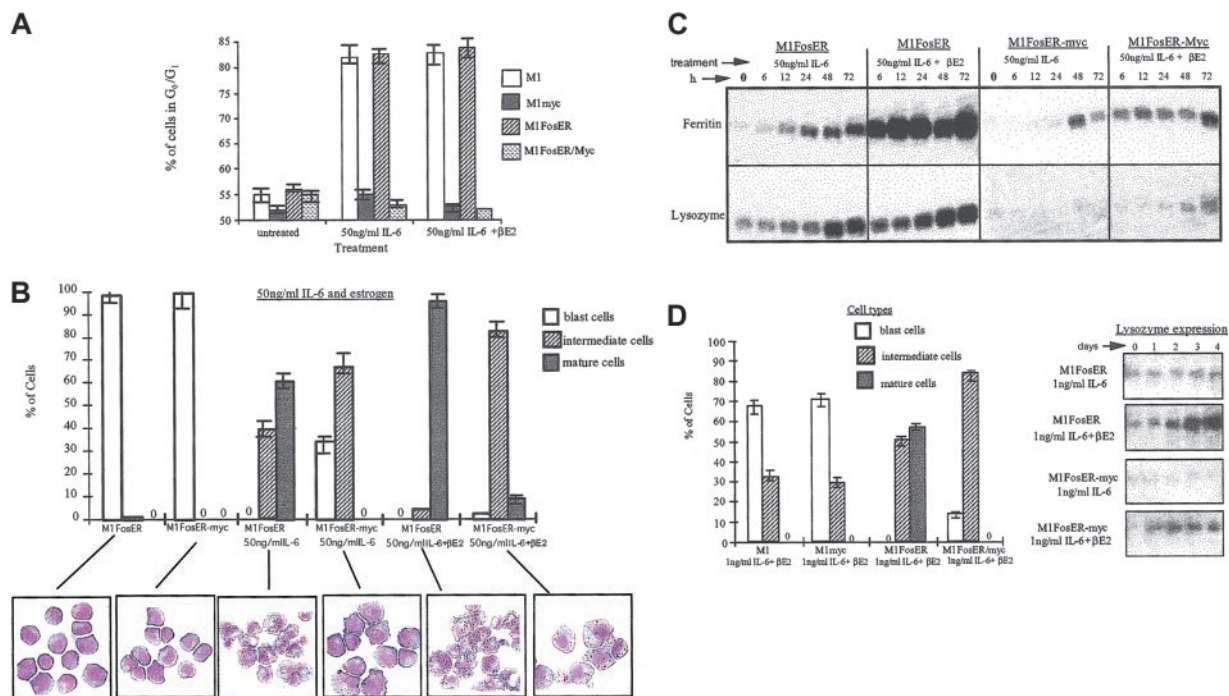 A
% of cells in G0/G1
85
80
75
70
65
60
55
50
untreated
50ng/ml IL-6
50ng/ml IL-6 +βE2
Treatment
M1
M1myc
M1FosER
M1FosER/Myc
B
50ng/ml IL-6 and estrogen
% of Cells
100
90
80
70
60
50
40
30
20
10
0
blast cells
intermediate cells
mature cells
0
0 0
0
0
0
M1FosER
M1FosER-myc
M1FosER
50ng/mlIL-6
M1FosER-myc
50ng/mlIL-6
M1FosER
50ng/mlIL-6+βE2
M1FosER-myc
50ng/mlIL-6+βE2
C
M1FosER
M1FosER
M1FosER-myc
M1FosER-Myc
treatment
50ng/ml IL-6
50ng/ml IL-6 + βE2
50ng/ml IL-6
50ng/ml IL-6 + βE2
h
0 6 12 24 48 72
6 12 24 48 72
0 6 12 24 48 72
6 12 24 48 72
Ferritin
Lysozyme
D
Cell types
blast cells
intermediate cells
mature cells
% of Cells
100
90
80
70
60
50
40
30
20
10
0
0
0
0
0
M1
1ng/ml IL-6+ βE2
M1myc
1ng/ml IL-6+ βE2
M1FosER
1ng/ml IL-6+ βE2
M1FosER/myc
1ng/ml IL-6+ βE2
Lysozyme expression
days
0 1 2 3 4
M1FosER
1ng/ml IL-6
M1FosER
1ng/ml IL-6+βE2
M1FosER-myc
1ng/ml IL-6
M1FosER-myc
1ng/ml IL-6+βE2